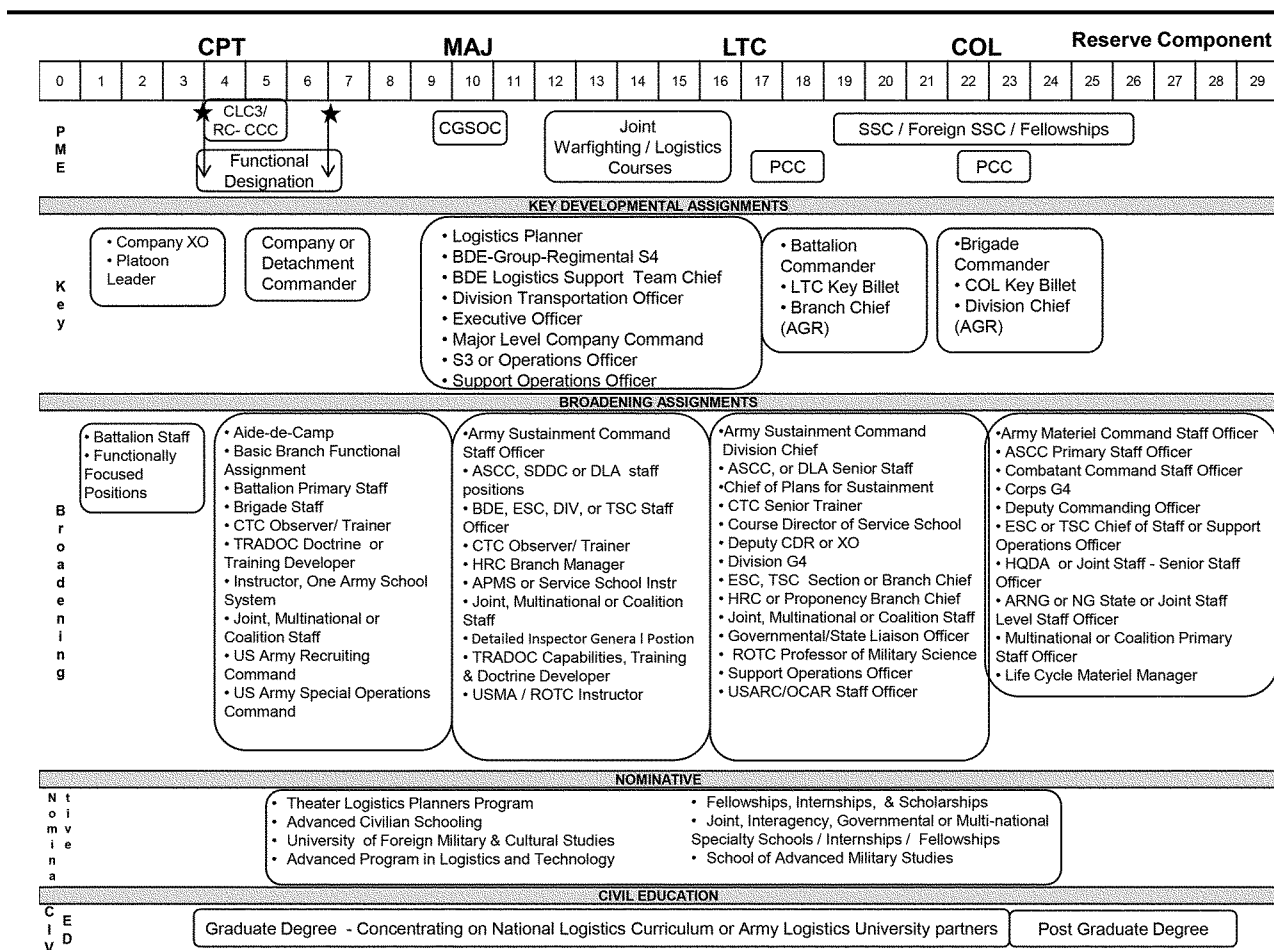 CPT MAJ LTC COL Reserve Component
0 1 2 3 4 5 6 7 8 9 10 11 12 13 14 15 16 17 18 19 20 21 22 23 24 25 26 27 28 29
PME
CLC3/
RC- CCC
Functional
Designation
CGSOC
Joint
Warfighting / Logistics
Courses
PCC
SSC / Foreign SSC / Fellowships
PCC
KEY DEVELOPMENTAL ASSIGNMENTS
Key
• Company XO
• Platoon
Leader
Company or
Detachment
Commander
• Logistics Planner
• BDE-Group-Regimental S4
• BDE Logistics Support Team Chief
• Division Transportation Officer
• Executive Officer
• Major Level Company Command
• S3 or Operations Officer
• Support Operations Officer
• Battalion
Commander
• LTC Key Billet
• Branch Chief
(AGR)
•Brigade
Commander
• COL Key Billet
• Division Chief
(AGR)
BROADENING ASSIGNMENTS
Broadening
• Battalion Staff
• Functionally
Focused
Positions
• Aide-de-Camp
• Basic Branch Functional
Assignment
• Battalion Primary Staff
• Brigade Staff
• CTC Observer/ Trainer
• TRADOC Doctrine or
Training Developer
• Instructor, One Army School
System
• Joint, Multinational or
Coalition Staff
• US Army Recruiting
Command
• US Army Special Operations
Command
•Army Sustainment Command
Staff Officer
• ASCC, SDDC or DLA staff
positions
• BDE, ESC, DIV, or TSC Staff
Officer
• CTC Observer/ Trainer
• HRC Branch Manager
• APMS or Service School Instr
• Joint, Multinational or Coalition
Staff
• Detailed Inspector Genera l Postion
• TRADOC Capabilities, Training
& Doctrine Developer
• USMA / ROTC Instructor
•Army Sustainment Command
Division Chief
• ASCC, or DLA Senior Staff
•Chief of Plans for Sustainment
• CTC Senior Trainer
• Course Director of Service School
• Deputy CDR or XO
• Division G4
• ESC, TSC Section or Branch Chief
• HRC or Proponency Branch Chief
• Joint, Multinational or Coalition Staff
• Governmental/State Liaison Officer
• ROTC Professor of Military Science
• Support Operations Officer
• USARC/OCAR Staff Officer
•Army Materiel Command Staff Officer
• ASCC Primary Staff Officer
• Combatant Command Staff Officer
• Corps G4
• Deputy Commanding Officer
• ESC or TSC Chief of Staff or Support
Operations Officer
• HQDA or Joint Staff - Senior Staff
Officer
• ARNG or NG State or Joint Staff
Level Staff Officer
• Multinational or Coalition Primary
Staff Officer
• Life Cycle Materiel Manager
NOMINATIVE
Nominative
• Theater Logistics Planners Program
• Advanced Civilian Schooling
• University of Foreign Military & Cultural Studies
• Advanced Program in Logistics and Technology
• Fellowships, Internships, & Scholarships
• Joint, Interagency, Governmental or Multi-national
Specialty Schools / Internships / Fellowships
• School of Advanced Military Studies
CIVIL EDUCATION
CIV ED
Graduate Degree - Concentrating on National Logistics Curriculum or Army Logistics University partners
Post Graduate Degree